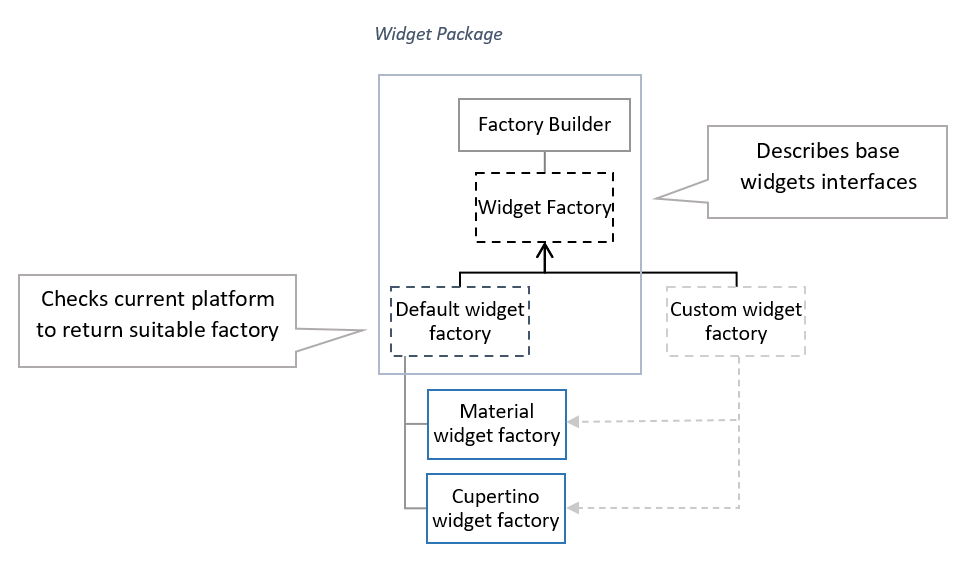 Widget Package
Factory Builder
Describes base
widgets interfaces
Widget Factory
Checks current platform
to return suitable factory
Default widget
factory
Custom widget
factory
Material
widget factory
Cupertino
widget factory